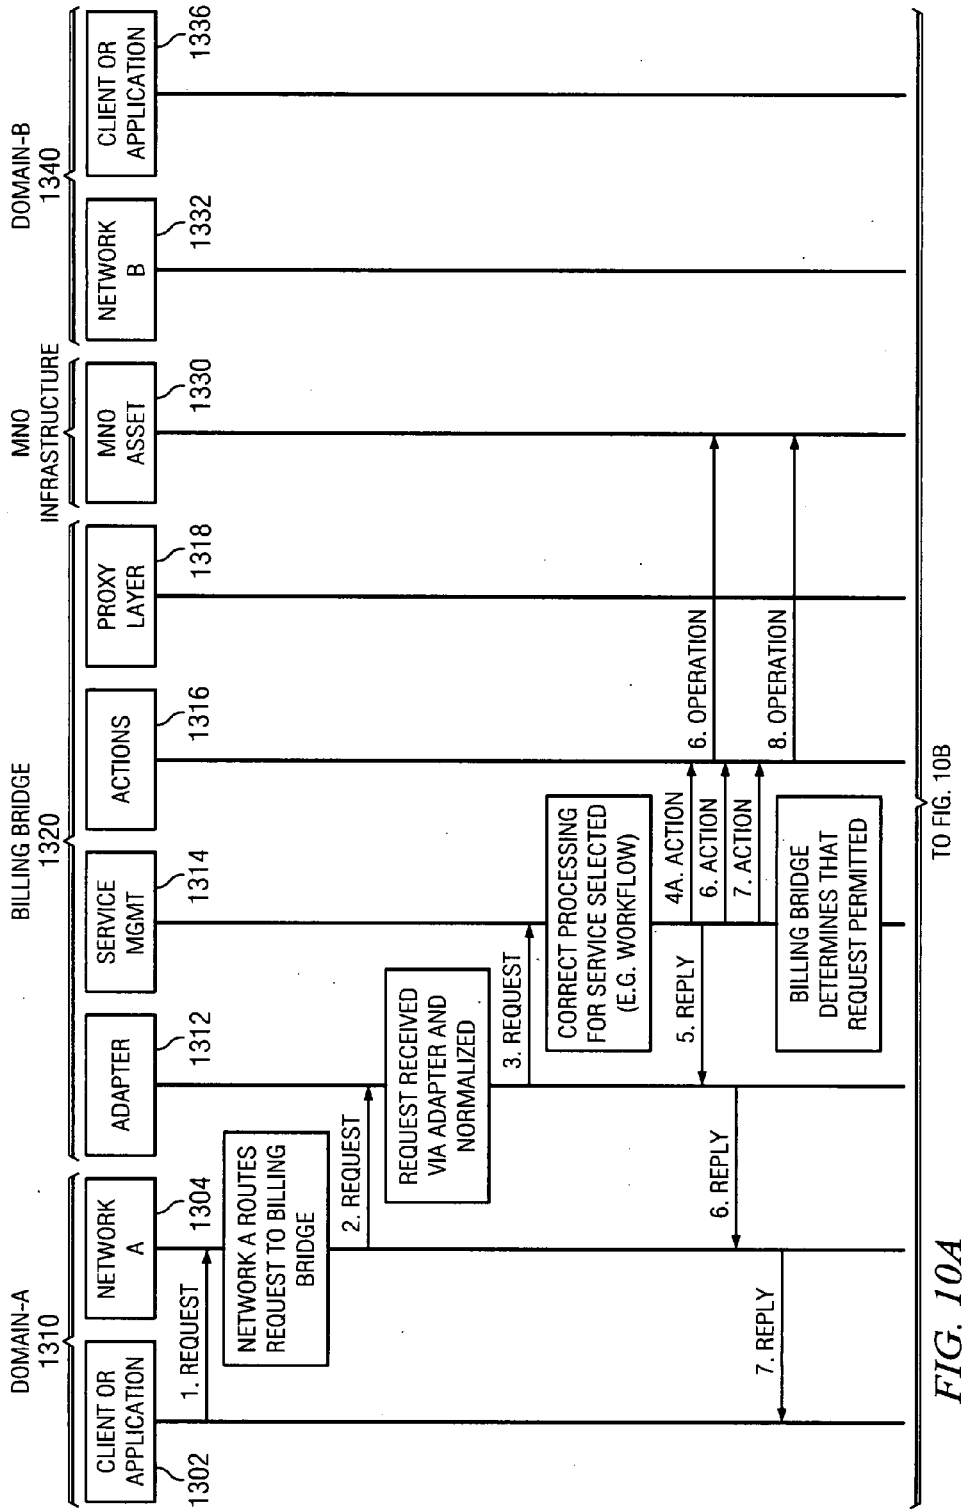 DOMAIN-A
1310
BILLING BRIDGE
1320
MNO
INFRASTRUCTURE
DOMAIN-B
1340
CLIENT OR
APPLICATION
1302
NETWORK
A
1304
ADAPTER
1312
SERVICE
MGMT
1314
ACTIONS
1316
PROXY
LAYER
1318
MNO
ASSET
1330
NETWORK
B
1332
CLIENT OR
APPLICATION
1336
1. REQUEST
NETWORK A ROUTES
REQUEST TO BILLING
BRIDGE
2. REQUEST
REQUEST RECEIVED
VIA ADAPTER AND
NORMALIZED
3. REQUEST
CORRECT PROCESSING
FOR SERVICE SELECTED
(E.G. WORKFLOW)
4A. ACTION
6. OPERATION
5. REPLY
6. ACTION
6. REPLY
7. ACTION
7. REPLY
8. OPERATION
BILLING BRIDGE
DETERMINES THAT
REQUEST PERMITTED
TO FIG. 10B
FIG. 10A